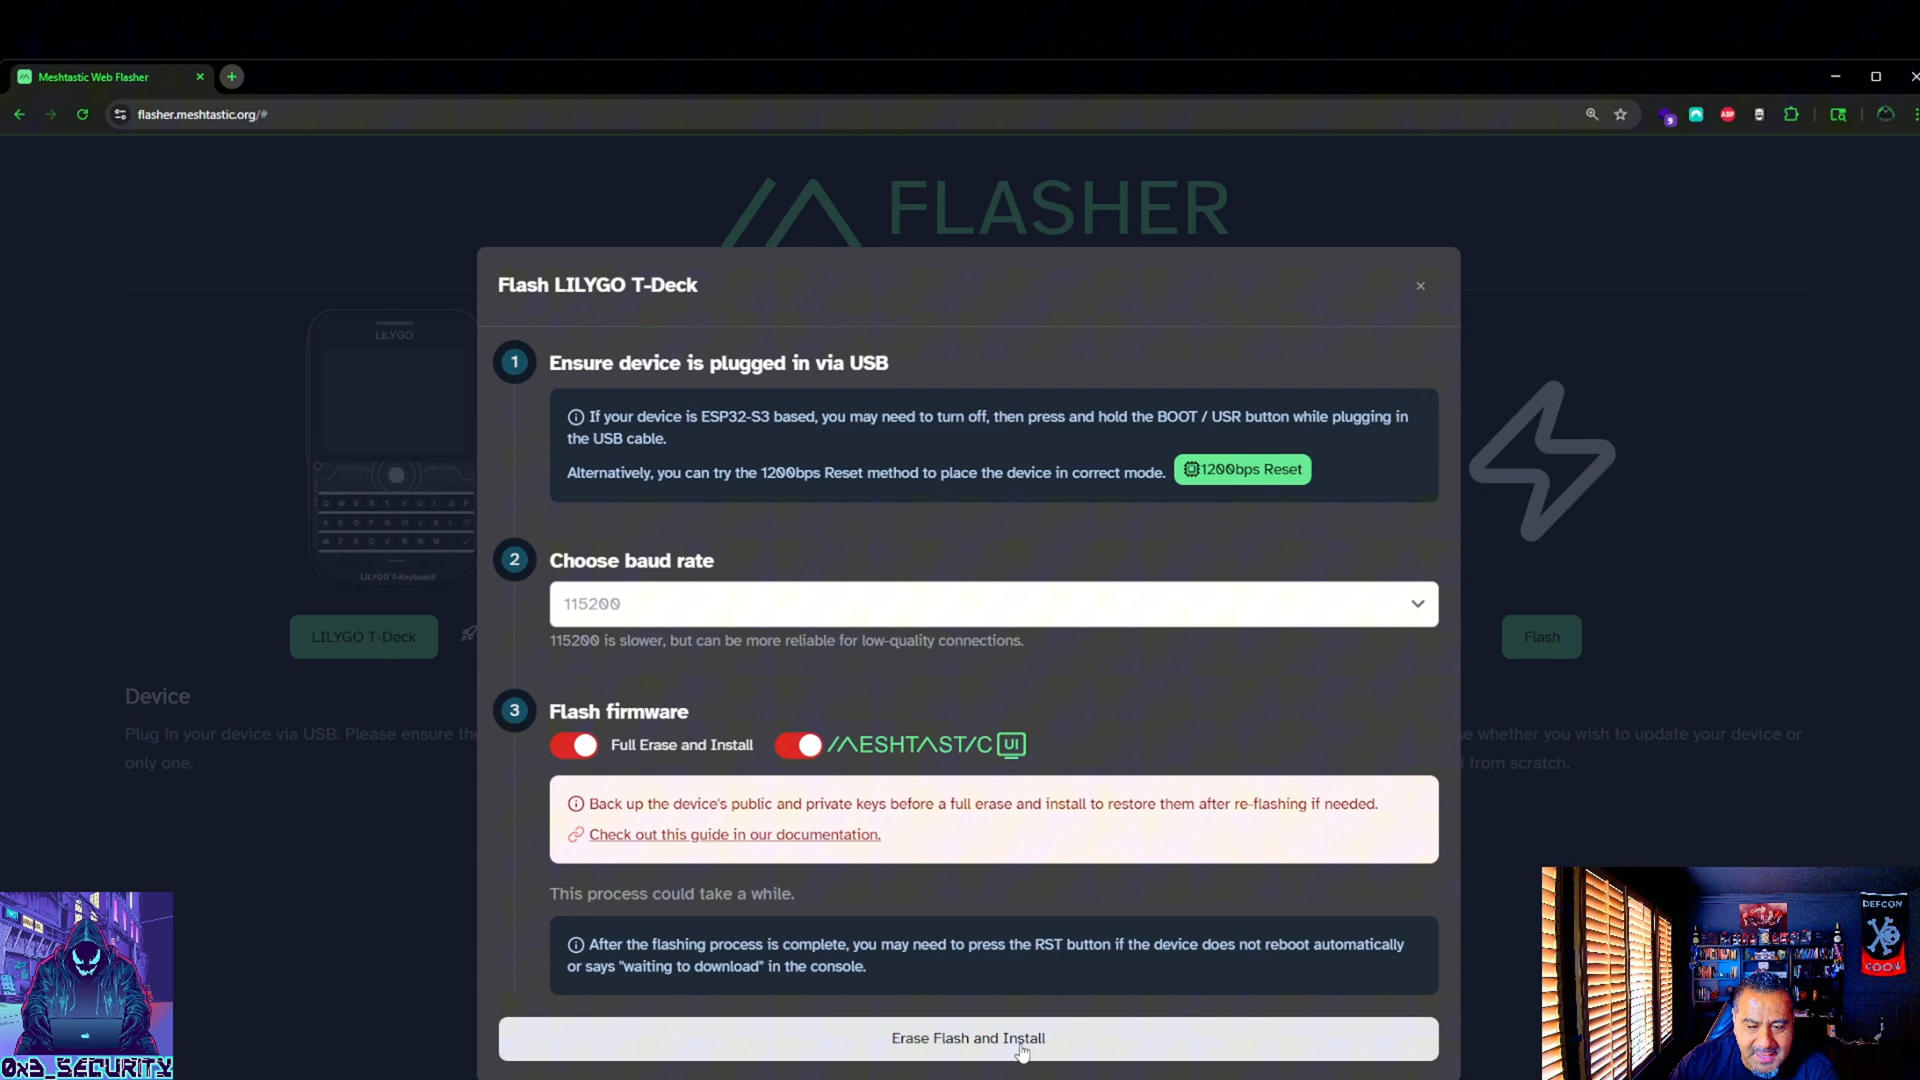 Meshtastic Web Flasher
flasher.meshtastic.org/#
9
ABP
FLASHER
Flash LILYGO T-Deck
1
Ensure device is plugged in via USB
If your device is ESP32-S3 based, you may need to turn off, then press and hold the BOOT / USR button while plugging in
the USB cable.
Alternatively, you can try the 1200bps Reset method to place the device in correct mode.
1200bps Reset
2
Choose baud rate
115200
115200 is slower, but can be more reliable for low-quality connections.
3
Flash firmware
Full Erase and Install
MESHTASTIC UI
Back up the device's public and private keys before a full erase and install to restore them after re-flashing if needed.
Check out this guide in our documentation.
This process could take a while.
After the flashing process is complete, you may need to press the RST button if the device does not reboot automatically
or says "waiting to download" in the console.
Erase Flash and Install
LILYGO
Q W E R T Y U I O P
A S D F G H J K L
Z X C V B N M
LILYGO T-Keyboard
LILYGO T-Deck
Device
Plug in your device via USB. Please ensure the
only one.
Flash
se whether you wish to update your device or
l from scratch.
0x3_SECURITY
DEFCON